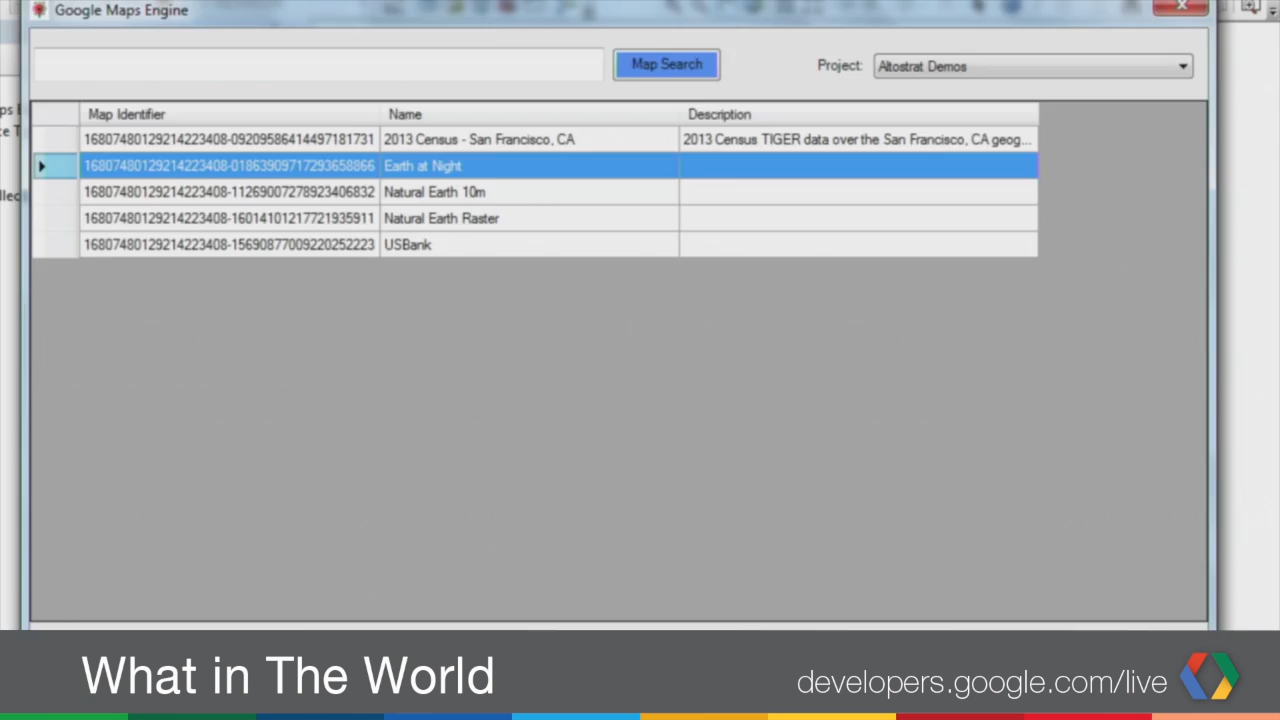 Google Maps Engine
Map Search Project: Altostrat Demos
Map Identifier Name Description
16807480129214223408-09209586414497181731 2013 Census - San Francisco, CA 2013 Census TIGER data over the San Francisco, CA geog...
16807480129214223408-01863909717293658866 Earth at Night
16807480129214223408-11269007278923406832 Natural Earth 10m
16807480129214223408-16014101217721935911 Natural Earth Raster
16807480129214223408-15690877009220252223 USBank
What in The World
developers.google.com/live